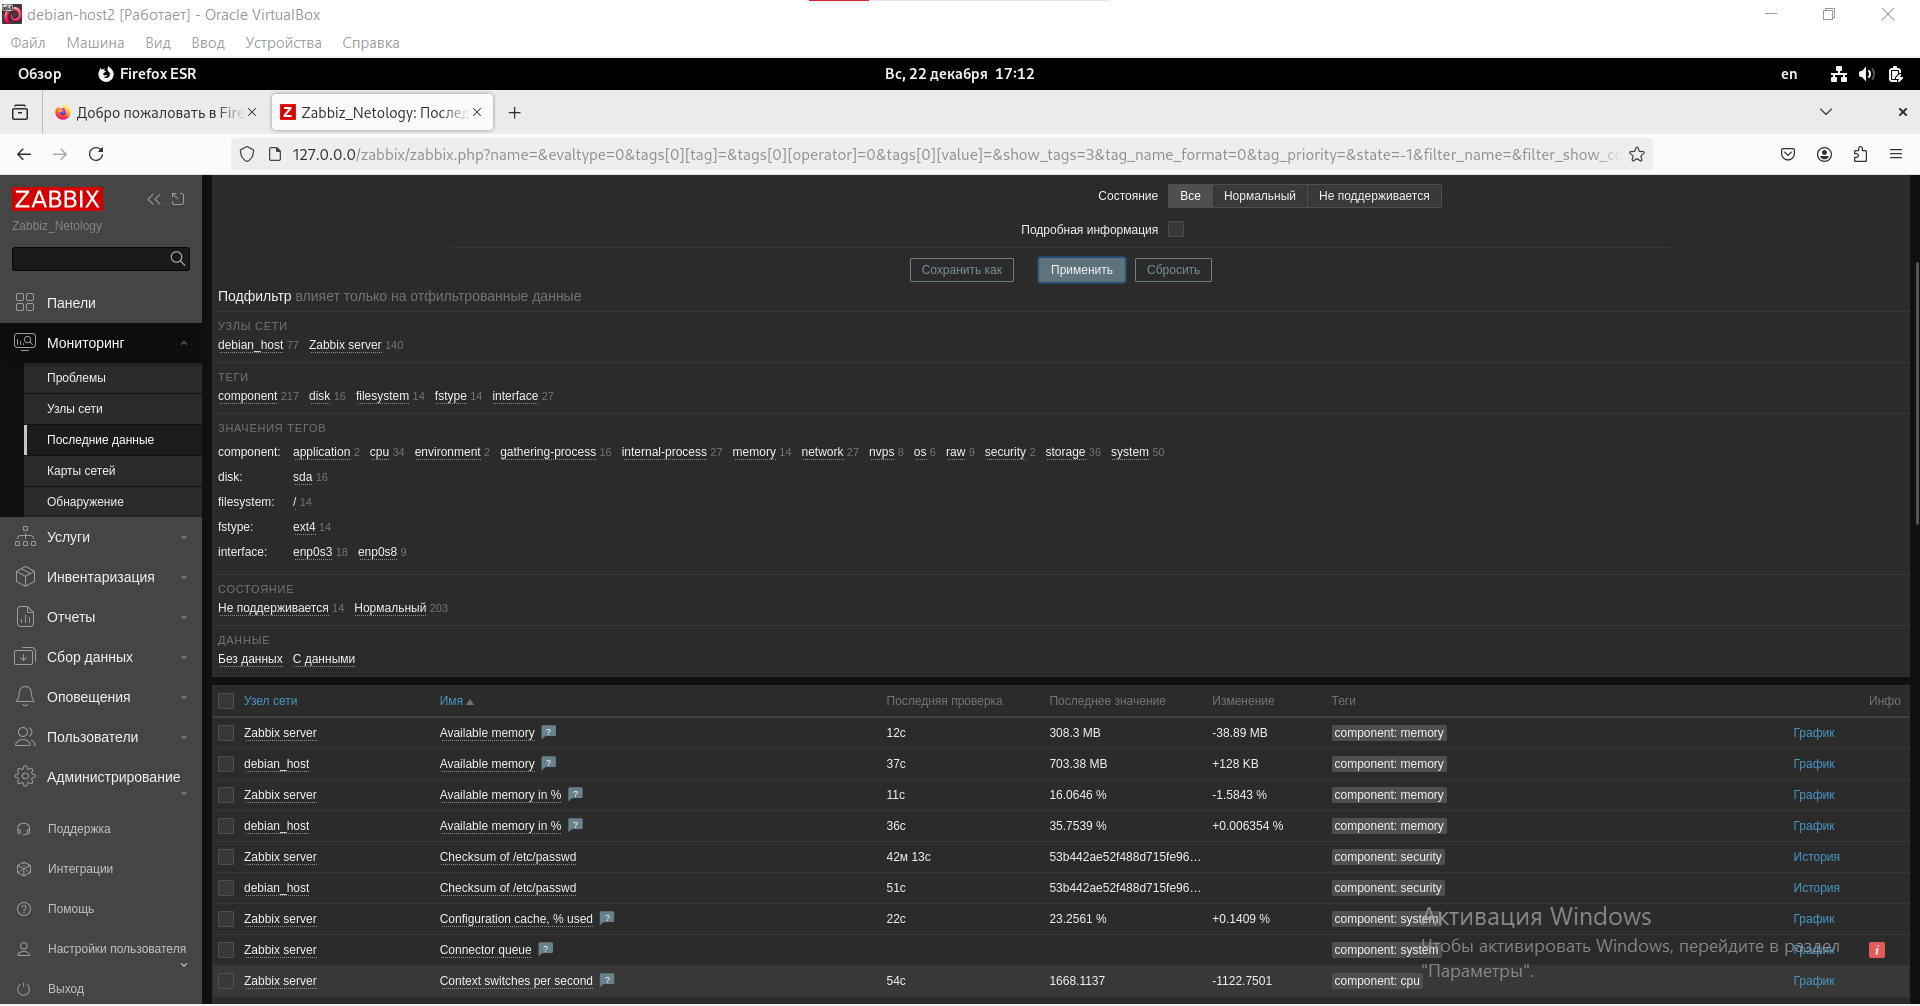 debian-host2 [Работает] - Oracle VirtualBox
Файл Машина Вид Ввод Устройства Справка
Обзор Firefox ESR Вс, 22 декабря 17:12 en
Добро пожаловать в Fire Zabbiz_Netology: Послед
127.0.0.0/zabbix/zabbix.php?name=&evaltype=0&tags[0][tag]=&tags[0][operator]=0&tags[0][value]=&show_tags=3&tag_name_format=0&tag_priority=&state=-1&filter_name=&filter_show_co
ZABBIX
Zabbiz_Netology
Панели
Мониторинг
Проблемы
Узлы сети
Последние данные
Карты сетей
Обнаружение
Услуги
Инвентаризация
Отчеты
Сбор данных
Оповещения
Пользователи
Администрирование
Поддержка
Интеграции
Помощь
Настройки пользователя
Выход
Состояние Все Нормальный Не поддерживается
Подробная информация
Сохранить как Применить Сбросить
Подфильтр влияет только на отфильтрованные данные
УЗЛЫ СЕТИ
debian_host 77 Zabbix server 140
ТЕГИ
component 217 disk 16 filesystem 14 fstype 14 interface 27
ЗНАЧЕНИЯ ТЕГОВ
component: application 2 cpu 34 environment 2 gathering-process 16 internal-process 27 memory 14 network 27 nvps 8 os 6 raw 9 security 2 storage 36 system 50
disk: sda 16
filesystem: / 14
fstype: ext4 14
interface: enp0s3 18 enp0s8 9
СОСТОЯНИЕ
Не поддерживается 14 Нормальный 203
ДАННЫЕ
Без данных С данными
Узел сети Имя Последняя проверка Последнее значение Изменение Теги Инфо
Zabbix server Available memory ? 12с 308.3 MB -38.89 MB component: memory График
debian_host Available memory ? 37с 703.38 MB +128 KB component: memory График
Zabbix server Available memory in % ? 11с 16.0646 % -1.5843 % component: memory График
debian_host Available memory in % ? 36с 35.7539 % +0.006354 % component: memory График
Zabbix server Checksum of /etc/passwd 42м 13с 53b442ae52f488d715fe96… component: security История
debian_host Checksum of /etc/passwd 51с 53b442ae52f488d715fe96… component: security История
Zabbix server Configuration cache, % used ? 22с 23.2561 % +0.1409 % component: system График
Zabbix server Connector queue ? component: system График i
Zabbix server Context switches per second ? 54с 1668.1137 -1122.7501 component: cpu График
Активация Windows
Чтобы активировать Windows, перейдите в раздел
"Параметры".